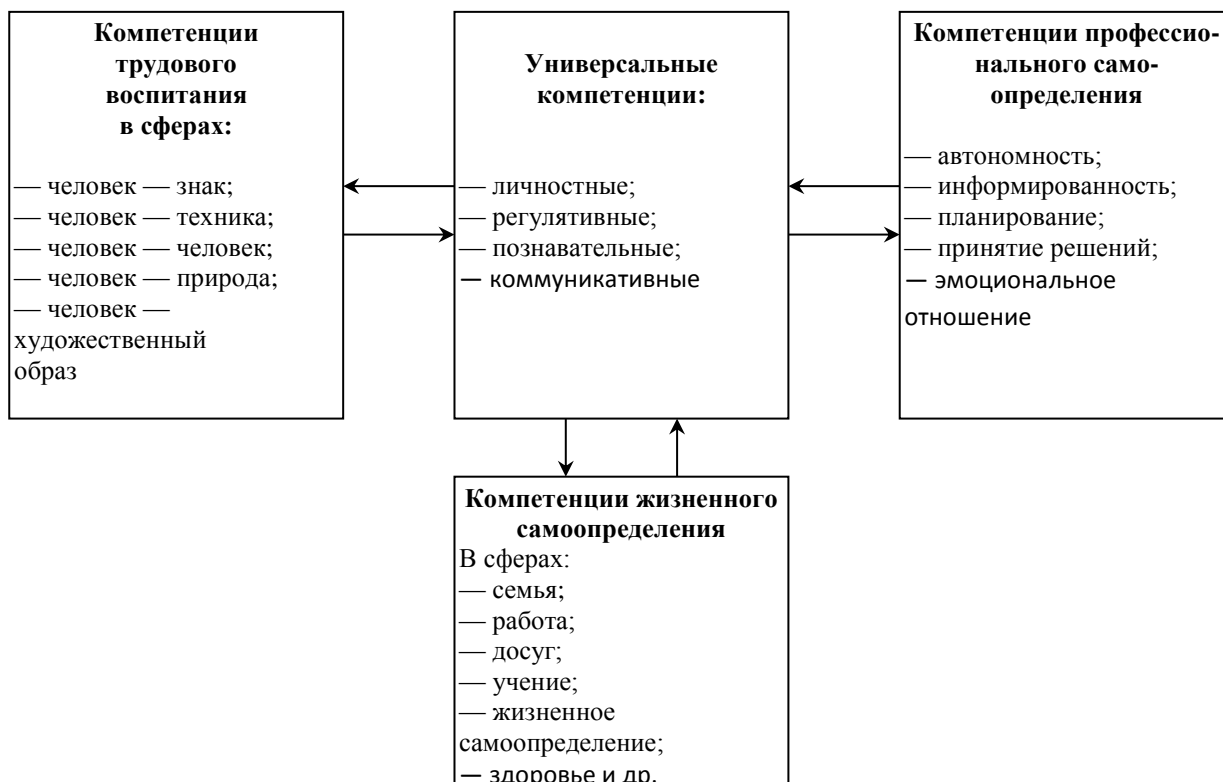 Компетенции
трудового
воспитания
в сферах:
— человек — знак;
— человек — техника;
— человек — человек;
— человек — природа;
— человек —
художественный
образ
Универсальные
компетенции:
— личностные;
— регулятивные;
— познавательные;
— коммуникативные
Компетенции профессио-
нального само-
определения
— автономность;
— информированность;
— планирование;
— принятие решений;
— эмоциональное
отношение
Компетенции жизненного
самоопределения
В сферах:
— семья;
— работа;
— досуг;
— учение;
— жизненное
самоопределение;
— здоровье и др.